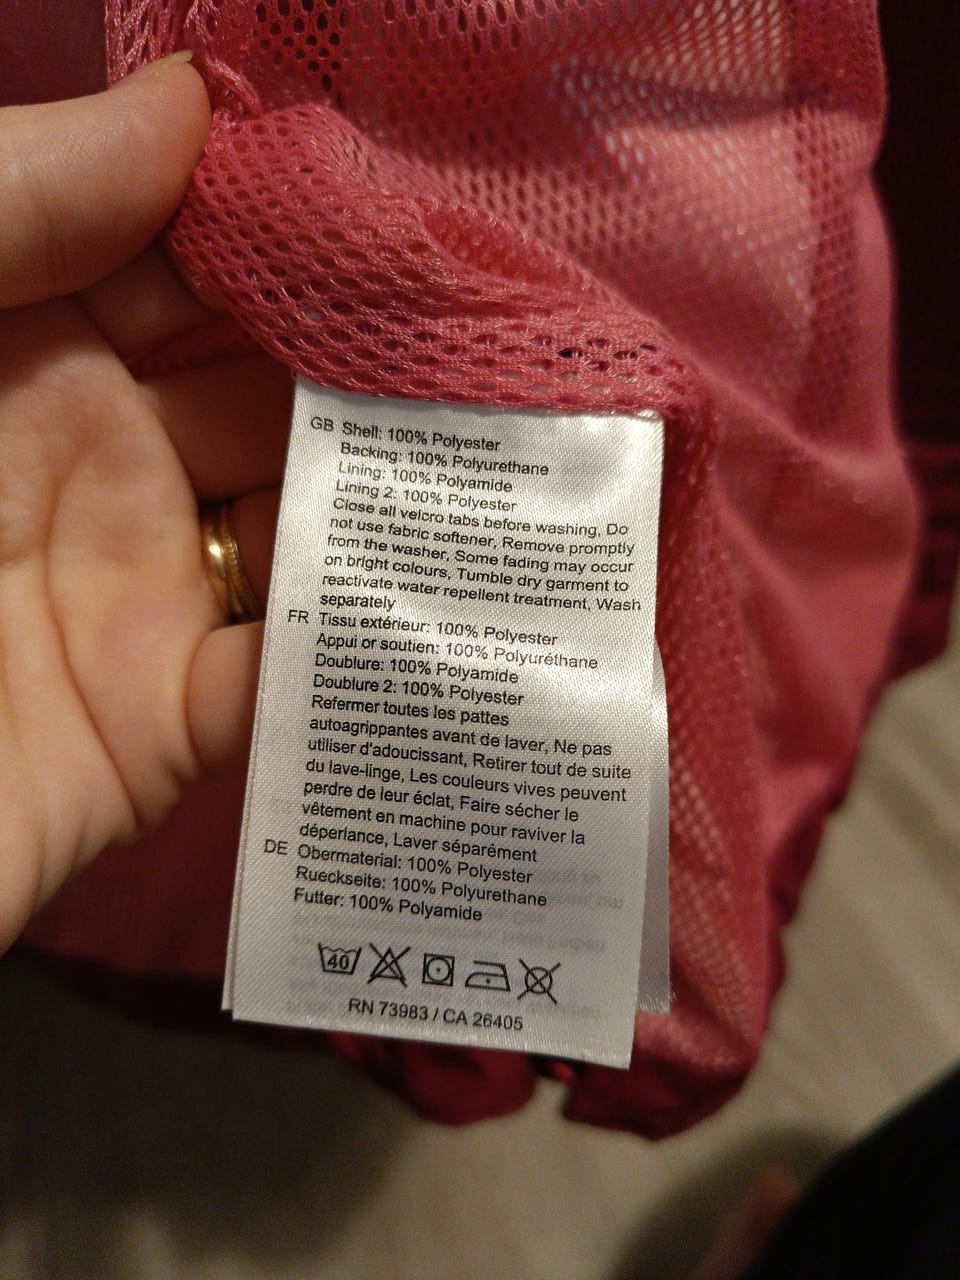 GB Shell: 100% Polyester
Backing: 100% Polyurethane
Lining: 100% Polyamide
Lining 2: 100% Polyester
Close all velcro tabs before washing, Do
not use fabric softener, Remove promptly
from the washer, Some fading may occur
on bright colours, Tumble dry garment to
reactivate water repellent treatment, Wash
separately
FR Tissu extérieur: 100% Polyester
Appui or soutien: 100% Polyuréthane
Doublure: 100% Polyamide
Doublure 2: 100% Polyester
Refermer toutes les pattes
autoagrippantes avant de laver, Ne pas
utiliser d'adoucissant, Retirer tout de suite
du lave-linge, Les couleurs vives peuvent
perdre de leur éclat, Faire sécher le
vêtement en machine pour raviver la
déperlance, Laver séparément
DE Obermaterial: 100% Polyester
Rueckseite: 100% Polyurethane
Futter: 100% Polyamide
40
RN 73983 / CA 26405